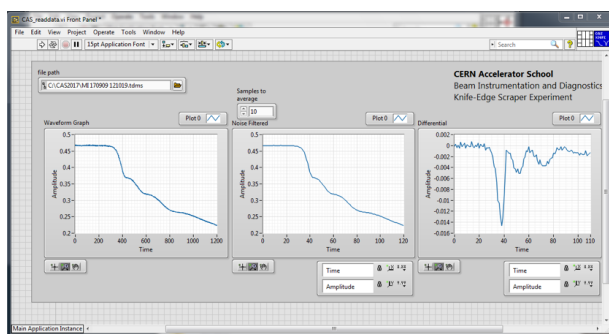 CAS_readdata.vi Front Panel *
File Edit View Project Operate Tools Window Help
15pt Application Font
Search
file path
C:\CAS2017\MI 170909 121019.tdms
Samples to
average
10
CERN Accelerator School
Beam Instrumentation and Diagnostics
Knife-Edge Scraper Experiment
Waveform Graph
Plot 0
Noise Filtered
Plot 0
Differential
Plot 0
Amplitude
0.5
0.45
0.4
0.35
0.3
0.25
0.2
0 200 400 600 800 1000 1200
Time
Amplitude
0.5
0.45
0.4
0.35
0.3
0.25
0.2
0 20 40 60 80 100 120
Time
Amplitude
0.002
0
-0.002
-0.004
-0.006
-0.008
-0.01
-0.012
-0.014
-0.016
0 20 40 60 80 100 110
Time
Time
Amplitude
Time
Amplitude
Main Application Instance